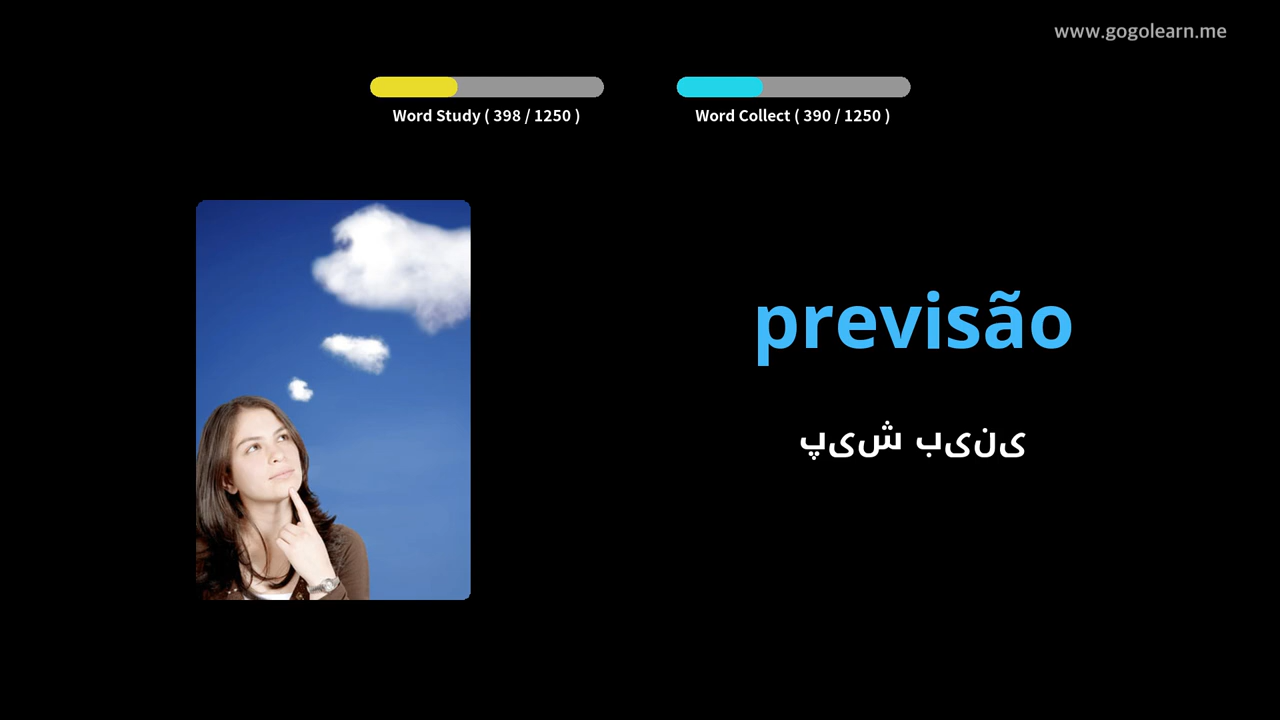 www.gogolearn.me
Word Study ( 398 / 1250 )
Word Collect ( 390 / 1250 )
previsão
پیش بینی